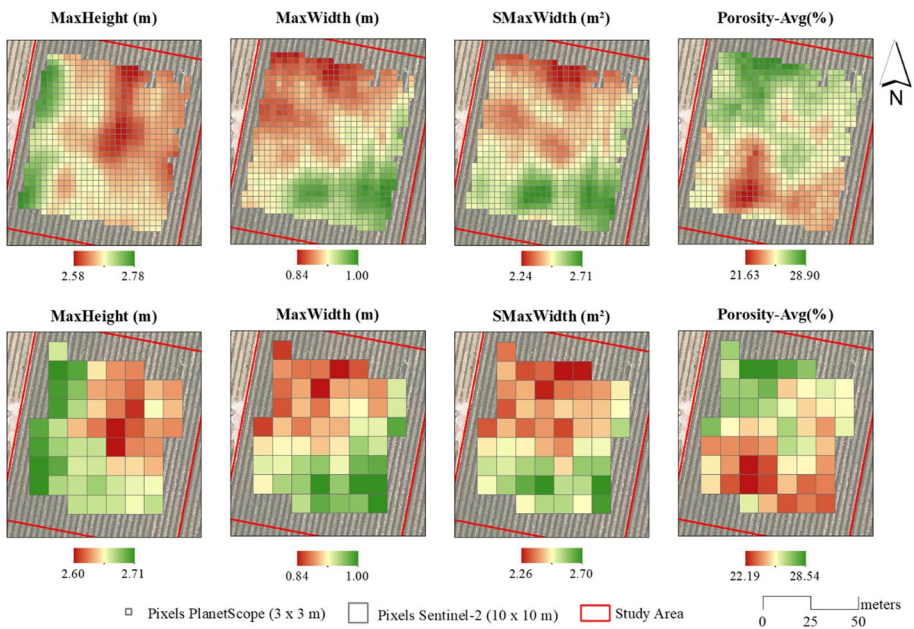 MaxHeight (m) MaxWidth (m) SMaxWidth (m²) Porosity-Avg(%)
N
2.58 2.78 0.84 1.00 2.24 2.71 21.63 28.90
MaxHeight (m) MaxWidth (m) SMaxWidth (m²) Porosity-Avg(%)
2.60 2.71 0.84 1.00 2.26 2.70 22.19 28.54
Pixels PlanetScope (3 x 3 m) Pixels Sentinel-2 (10 x 10 m) Study Area meters
0 25 50